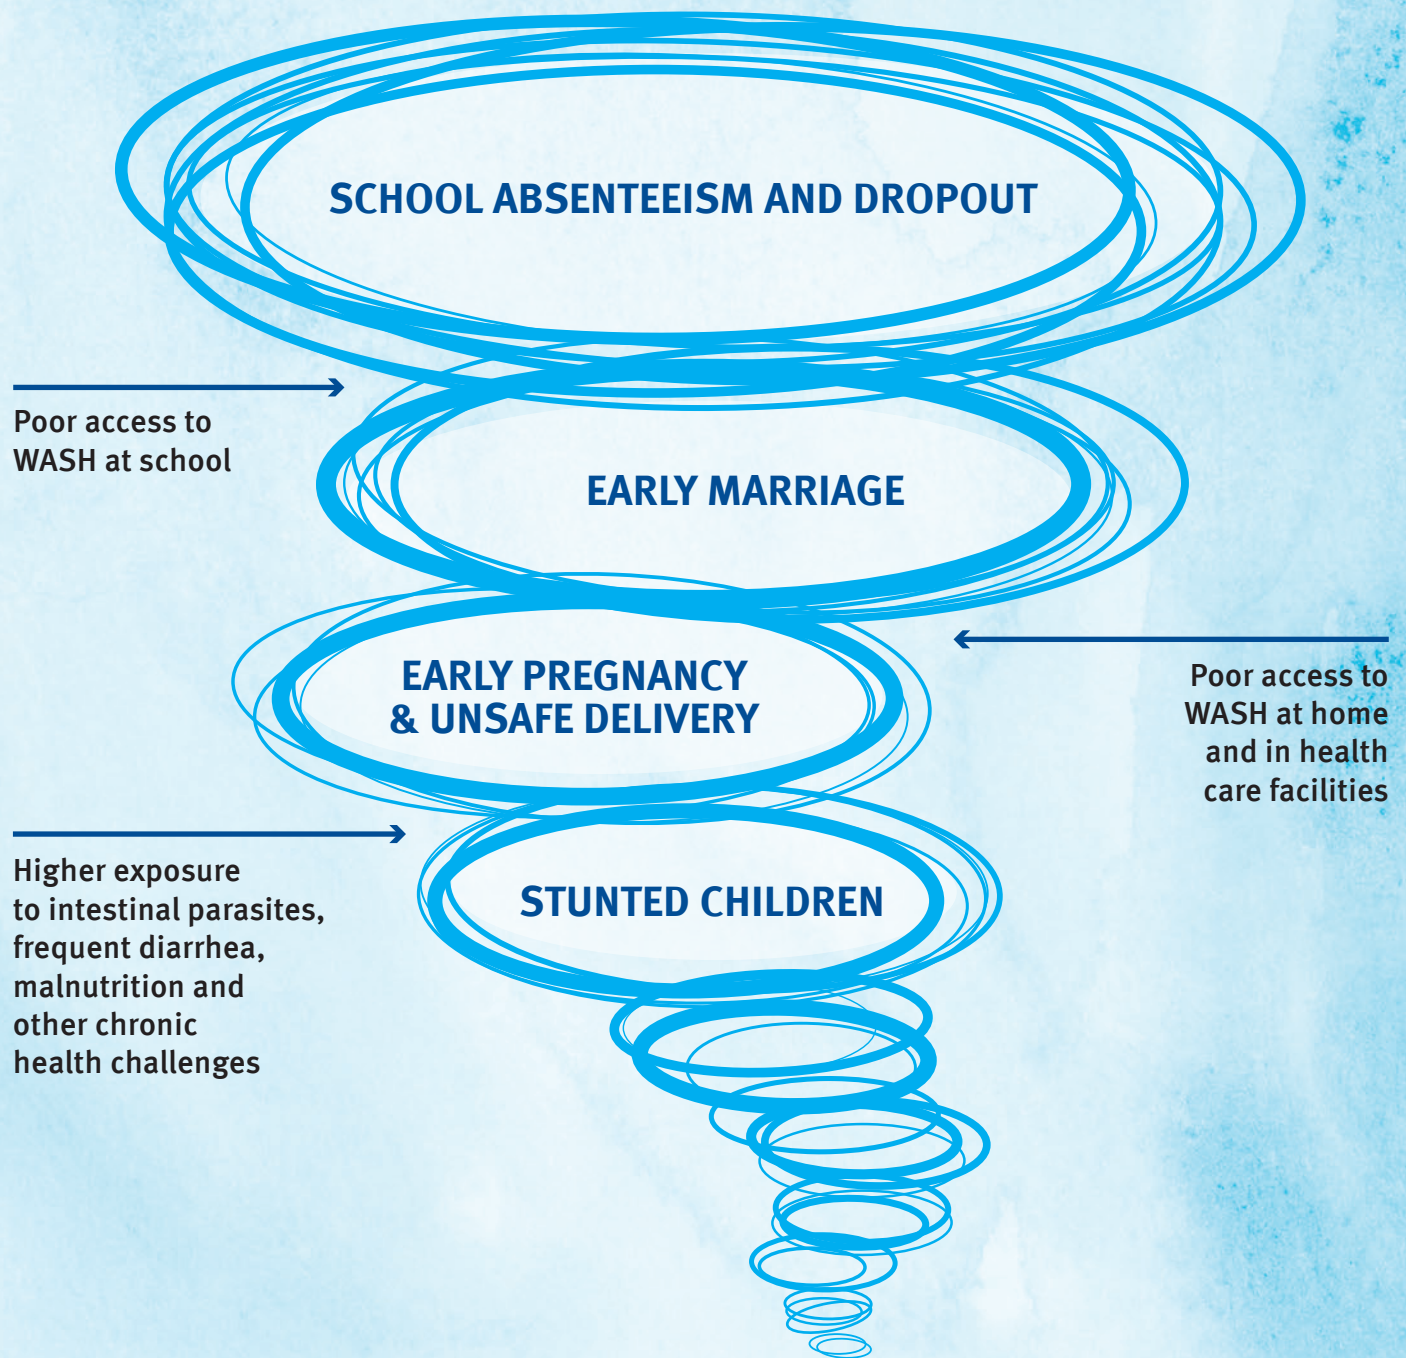 SCHOOL ABSENTEEISM AND DROPOUT
Poor access to
WASH at school
EARLY MARRIAGE
EARLY PREGNANCY
& UNSAFE DELIVERY
Poor access to
WASH at home
and in health
care facilities
Higher exposure
to intestinal parasites,
frequent diarrhea,
malnutrition and
other chronic
health challenges
STUNTED CHILDREN